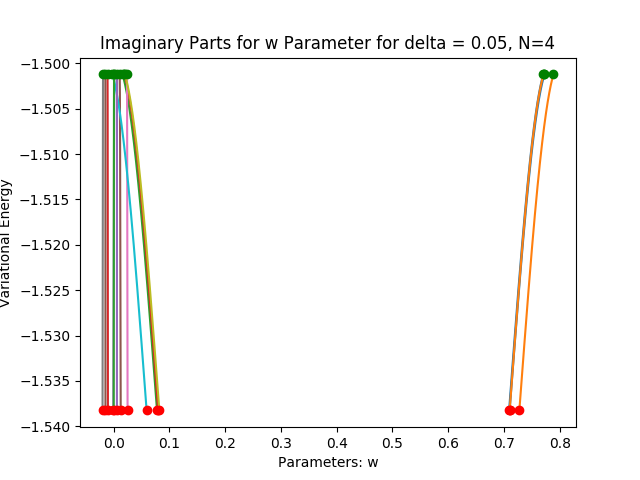 Imaginary Parts for w Parameter for delta = 0.05, N=4
Variational Energy
−1.500
−1.505
−1.510
−1.515
−1.520
−1.525
−1.530
−1.535
−1.540
0.0 0.1 0.2 0.3 0.4 0.5 0.6 0.7 0.8
Parameters: w